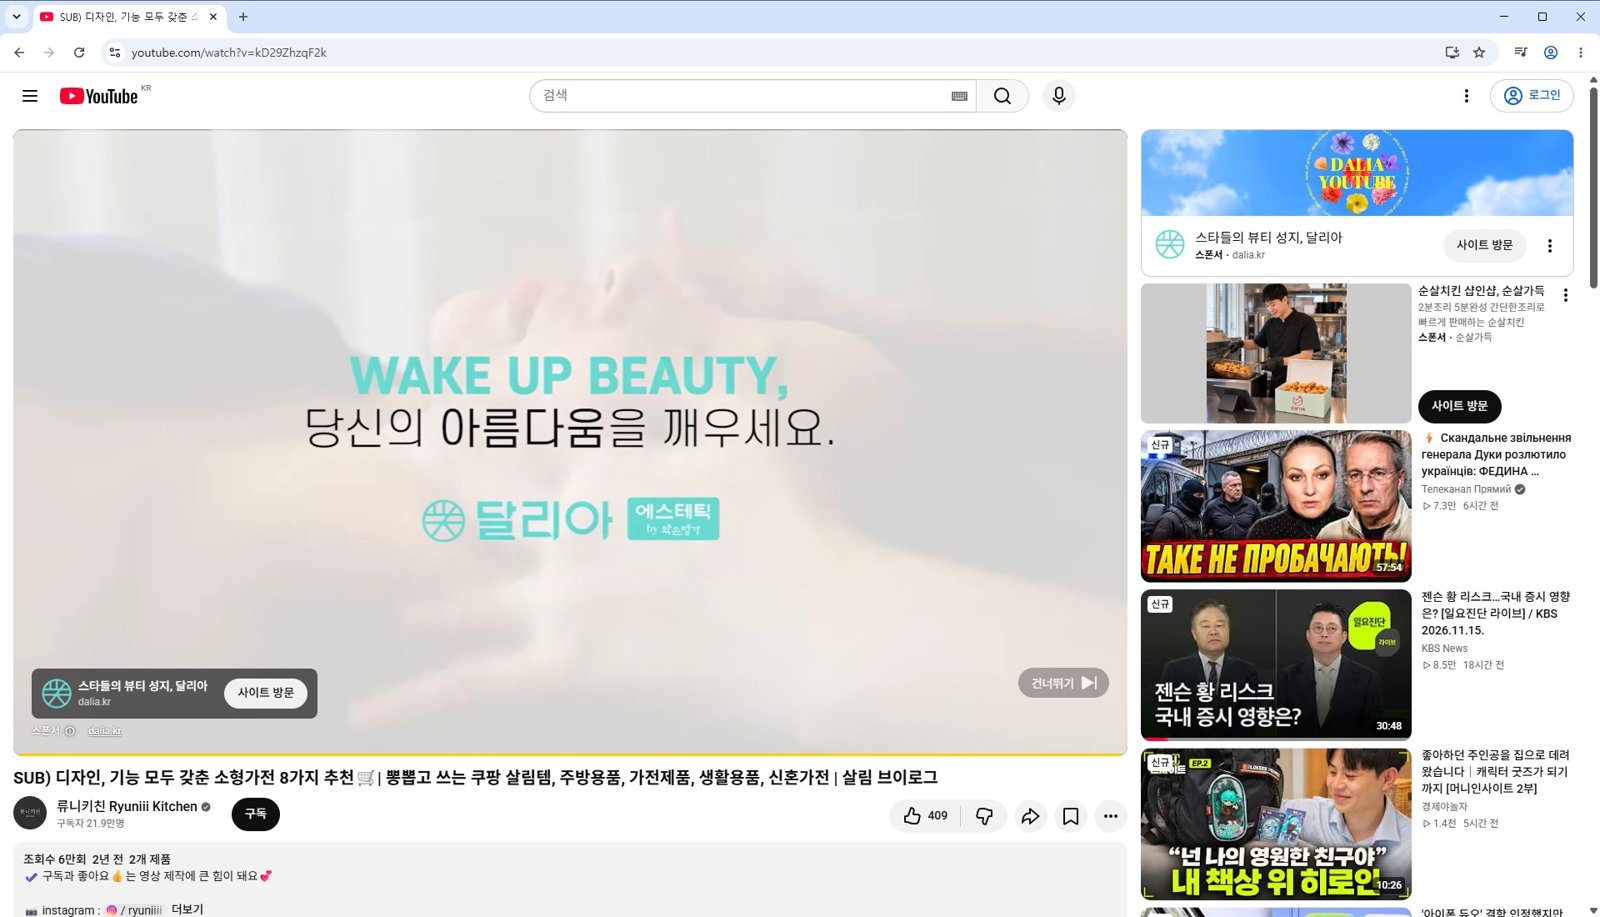 SUB) 디자인, 기능 모두 갖춘 소
youtube.com/watch?v=kD29ZhzqF2k
YouTube KR
검색
로그인
WAKE UP BEAUTY,
당신의 아름다움을 깨우세요.
달리아 에스테틱
by 약손명가
스타들의 뷰티 성지, 달리아
dalia.kr
사이트 방문
스폰서
dalia.kr
건너뛰기
SUB) 디자인, 기능 모두 갖춘 소형가전 8가지 추천🛒| 뽕뽑고 쓰는 쿠팡 살림템, 주방용품, 가전제품, 생활용품, 신혼가전 | 살림 브이로그
류니키친 Ryuniii Kitchen
구독자 21.9만명
구독
409
조회수 6만회 2년 전 2개 제품
✔ 구독과 좋아요👍는 영상 제작에 큰 힘이 돼요💕
📷 instagram : / ryuniiii 더보기
DALIA
YOUTUBE
스타들의 뷰티 성지, 달리아
스폰서 · dalia.kr
사이트 방문
순살치킨 샵인샵, 순살가득
2분조리 5분완성 간단한조리로
빠르게 판매하는 순살치킨
스폰서 · 순살가득
사이트 방문
신규
ТАКЕ НЕ ПРОБАЧАЮТЬ!
57:54
⚡ Скандальне звільнення
генерала Дуки розлютило
українців: ФЕДИНА ...
Телеканал Прямий
7.3만 6시간 전
신규
일요진단
라이브
젠슨 황 리스크
국내 증시 영향은?
30:48
젠슨 황 리스크...국내 증시 영향
은? [일요진단 라이브] / KBS
2026.11.15.
KBS News
8.5만 18시간 전
신규
EP.2
“넌 나의 영원한 친구야”
내 책상 위 히로인
10:26
좋아하던 주인공을 집으로 데려
왔습니다｜캐릭터 굿즈가 되기
까지 [머니인사이트 2부]
경제야놀자
1.4천 5시간 전
'아이폰 듀오' 결함 인정했지만